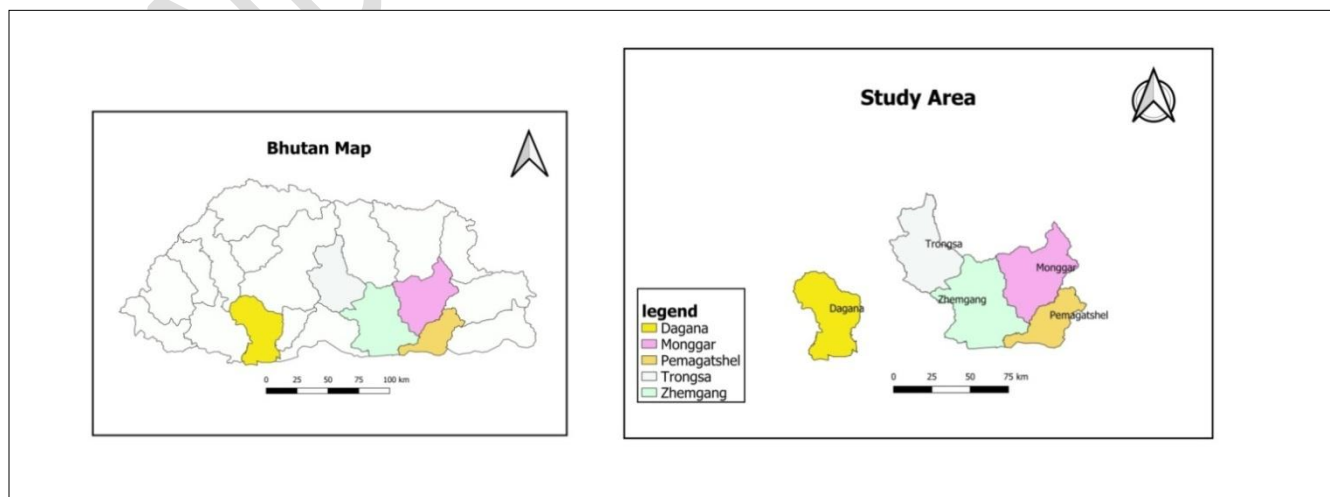 Bhutan Map
0 25 50 75 100 km
Study Area
Trongsa
Monggar
Zhemgang
Dagana
Pemagatshel
legend
Dagana
Monggar
Pemagatshel
Trongsa
Zhemgang
0 25 50 75 km